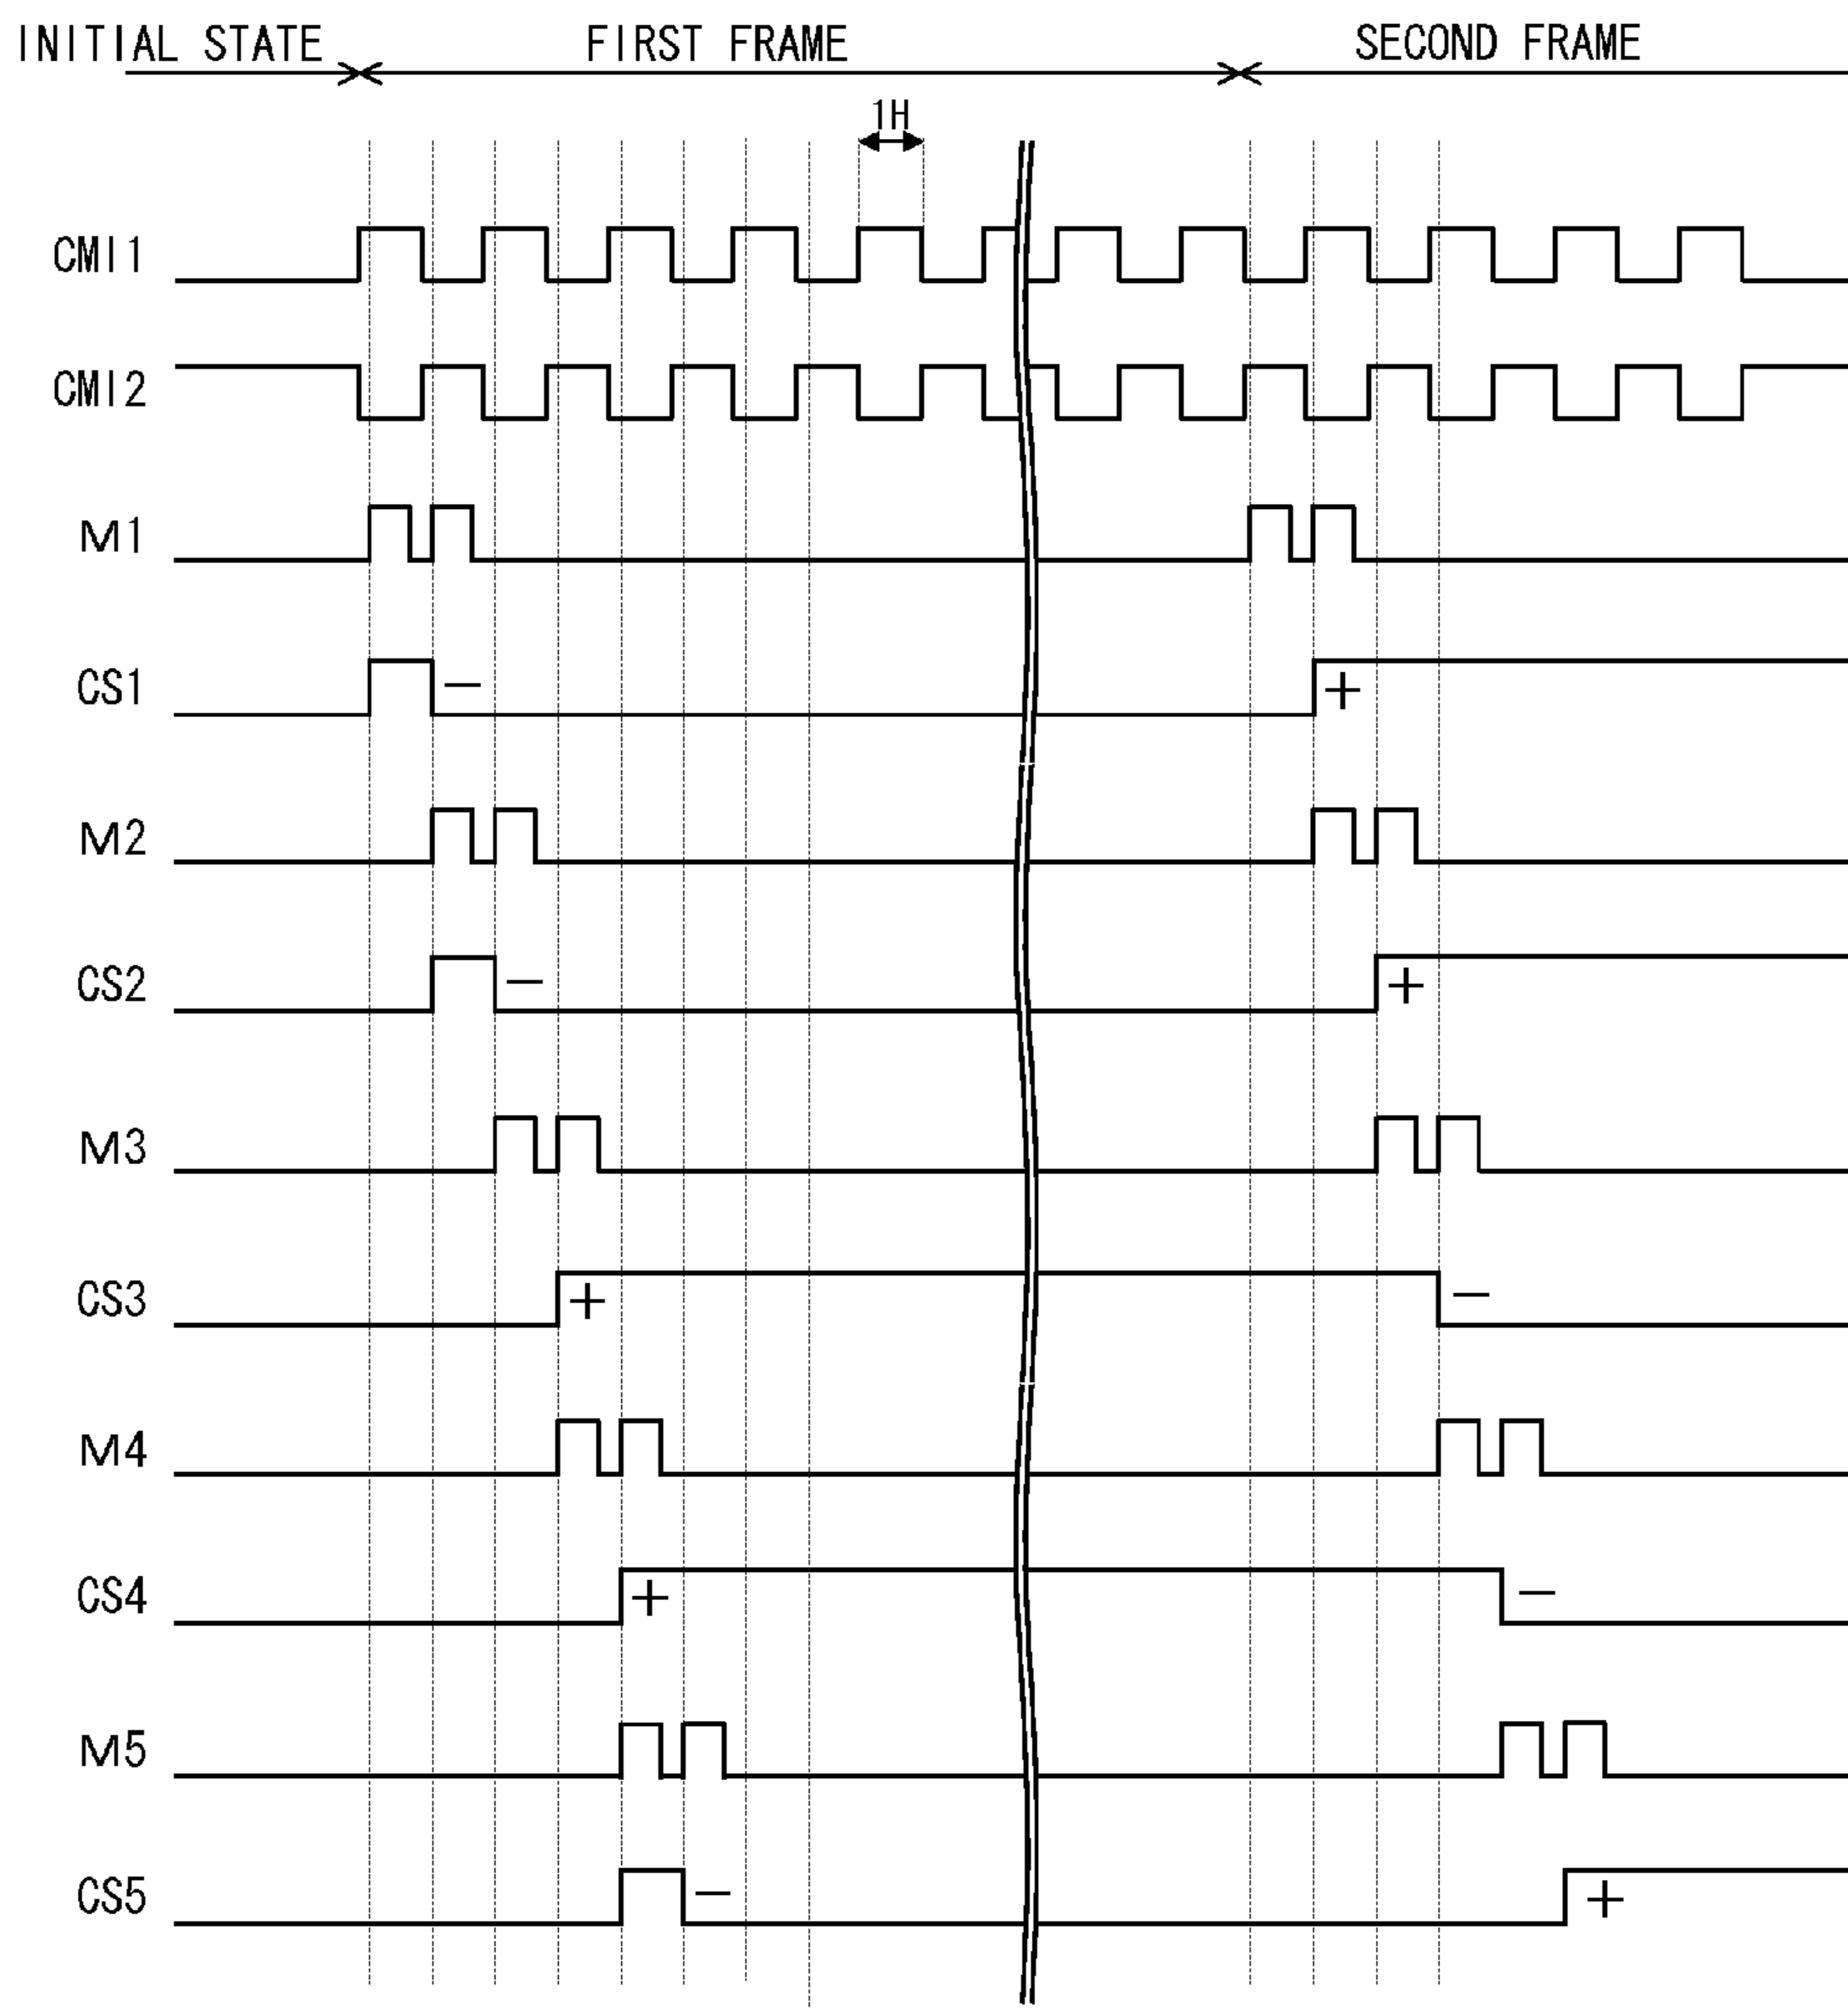 INITIAL STATE FIRST FRAME SECOND FRAME
1H
CMI1
CMI2
M1
CS1 − +
M2
CS2 − +
M3
CS3 + −
M4
CS4 + −
M5
CS5 − +